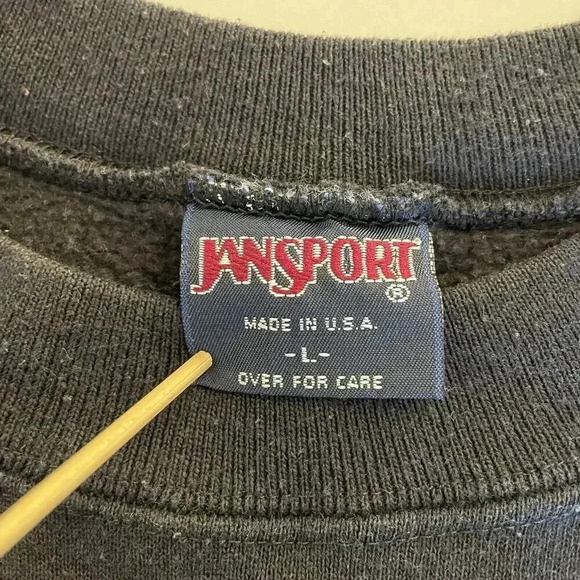 JANSPORT®
MADE IN U.S.A.
-L-
OVER FOR CARE